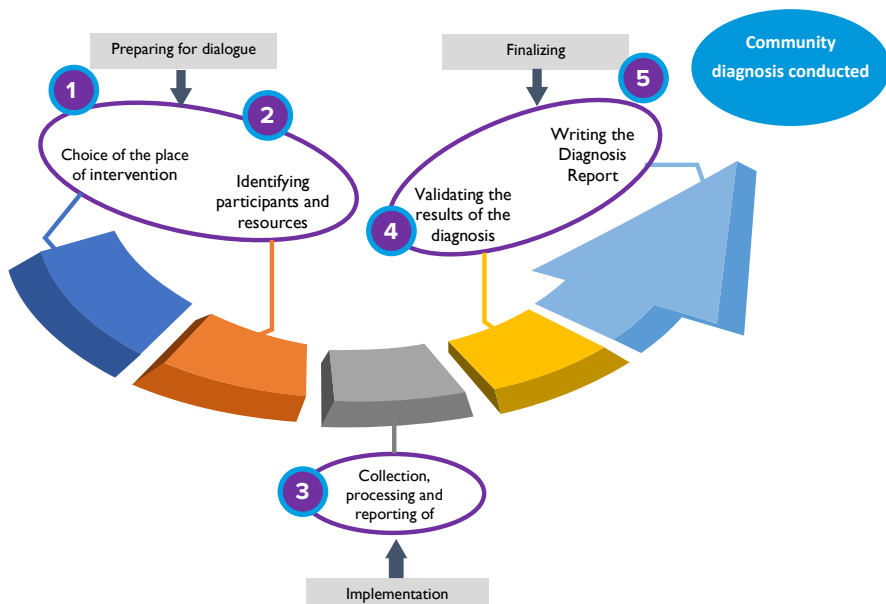 Preparing for dialogue
1
2
Choice of the place
of intervention
Identifying
participants and
resources
3
Collection,
processing and
reporting of
Implementation
Finalizing
4
Validating the
results of the
diagnosis
5
Writing the
Diagnosis
Report
Community
diagnosis conducted